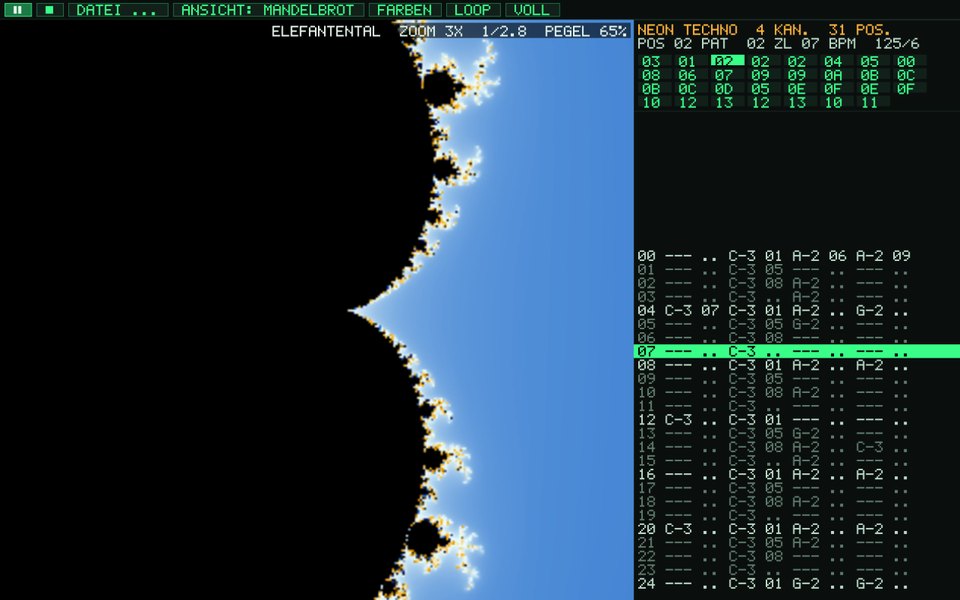 DATEI ... ANSICHT: MANDELBROT FARBEN LOOP VOLL
ELEFANTENTAL ZOOM 3X 1/2.8 PEGEL 65%
NEON TECHNO 4 KAN. 31 POS.
POS 02 PAT 02 ZL 07 BPM 125/6
03 01 02 02 02 04 05 00
08 06 07 09 09 0A 0B 0C
0B 0C 0D 05 0E 0F 0E 0F
10 12 13 12 13 10 11
00 --- .. C-3 01 A-2 06 A-2 09
01 --- .. C-3 05 --- .. --- ..
02 --- .. C-3 08 A-2 .. --- ..
03 --- .. C-3 .. A-2 .. --- ..
04 C-3 07 C-3 01 A-2 .. G-2 ..
05 --- .. C-3 05 G-2 .. --- ..
06 --- .. C-3 08 --- .. --- ..
07 --- .. C-3 .. --- .. --- ..
08 --- .. C-3 01 A-2 .. A-2 ..
09 --- .. C-3 05 --- .. --- ..
10 --- .. C-3 08 A-2 .. --- ..
11 --- .. C-3 .. --- .. --- ..
12 C-3 .. C-3 01 --- .. --- ..
13 --- .. C-3 05 G-2 .. --- ..
14 --- .. C-3 08 A-2 .. C-3 ..
15 --- .. C-3 .. A-2 .. --- ..
16 --- .. C-3 01 A-2 .. A-2 ..
17 --- .. C-3 05 --- .. --- ..
18 --- .. C-3 08 A-2 .. --- ..
19 --- .. C-3 .. --- .. --- ..
20 C-3 .. C-3 01 A-2 .. A-2 ..
21 --- .. C-3 05 A-2 .. --- ..
22 --- .. C-3 08 --- .. --- ..
23 --- .. C-3 .. --- .. --- ..
24 --- .. C-3 01 G-2 .. G-2 ..